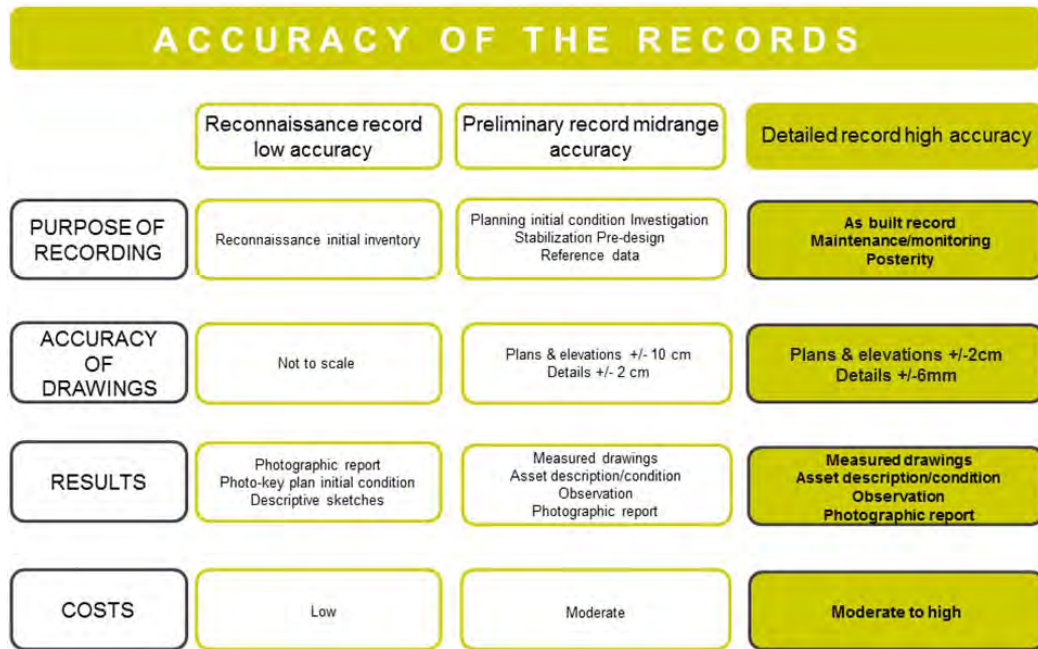 ACCURACY OF THE RECORDS
Reconnaissance record
low accuracy
Preliminary record midrange
accuracy
Detailed record high accuracy
PURPOSE OF
RECORDING
Reconnaissance initial inventory
Planning initial condition Investigation
Stabilization Pre-design
Reference data
As built record
Maintenance/monitoring
Posterity
ACCURACY
OF
DRAWINGS
Not to scale
Plans & elevations +/- 10 cm
Details +/- 2 cm
Plans & elevations +/-2cm
Details +/-6mm
RESULTS
Photographic report
Photo-key plan initial condition
Descriptive sketches
Measured drawings
Asset description/condition
Observation
Photographic report
Measured drawings
Asset description/condition
Observation
Photographic report
COSTS
Low
Moderate
Moderate to high